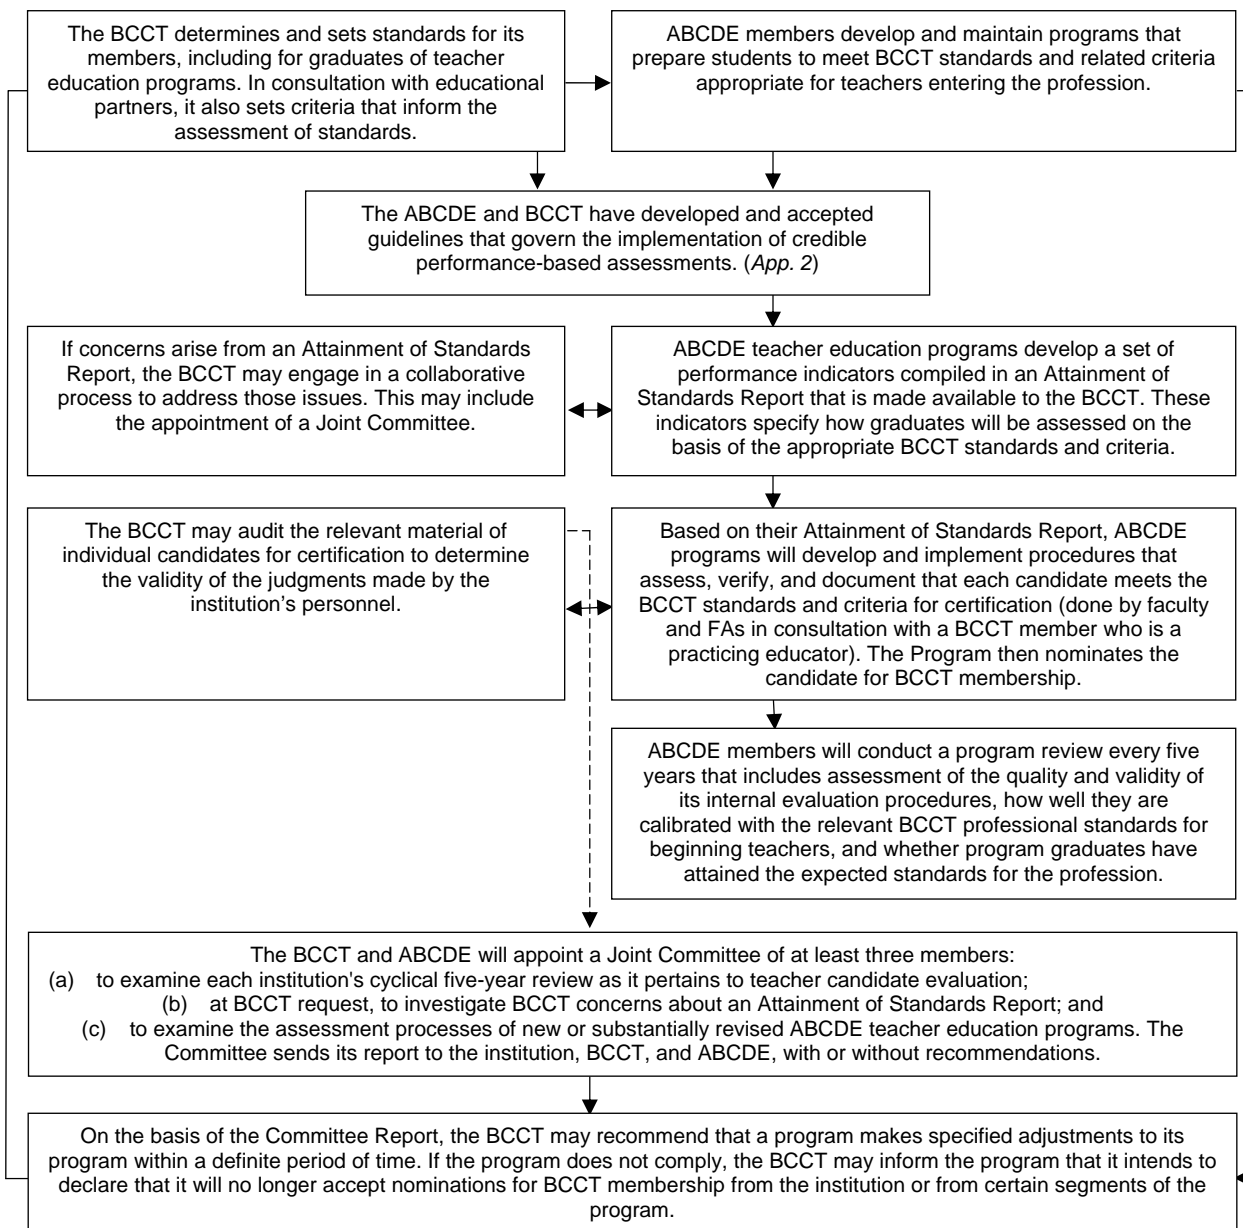 The BCCT determines and sets standards for its
members, including for graduates of teacher
education programs. In consultation with educational
partners, it also sets criteria that inform the
assessment of standards.
ABCDE members develop and maintain programs that
prepare students to meet BCCT standards and related criteria
appropriate for teachers entering the profession.
The ABCDE and BCCT have developed and accepted
guidelines that govern the implementation of credible
performance-based assessments. (App. 2)
If concerns arise from an Attainment of Standards
Report, the BCCT may engage in a collaborative
process to address those issues. This may include
the appointment of a Joint Committee.
ABCDE teacher education programs develop a set of
performance indicators compiled in an Attainment of
Standards Report that is made available to the BCCT. These
indicators specify how graduates will be assessed on the
basis of the appropriate BCCT standards and criteria.
The BCCT may audit the relevant material of
individual candidates for certification to determine
the validity of the judgments made by the
institution's personnel.
Based on their Attainment of Standards Report, ABCDE
programs will develop and implement procedures that
assess, verify, and document that each candidate meets the
BCCT standards and criteria for certification (done by faculty
and FAs in consultation with a BCCT member who is a
practicing educator). The Program then nominates the
candidate for BCCT membership.
ABCDE members will conduct a program review every five
years that includes assessment of the quality and validity of
its internal evaluation procedures, how well they are
calibrated with the relevant BCCT professional standards for
beginning teachers, and whether program graduates have
attained the expected standards for the profession.
The BCCT and ABCDE will appoint a Joint Committee of at least three members:
(a) to examine each institution's cyclical five-year review as it pertains to teacher candidate evaluation;
(b) at BCCT request, to investigate BCCT concerns about an Attainment of Standards Report; and
(c) to examine the assessment processes of new or substantially revised ABCDE teacher education programs. The
Committee sends its report to the institution, BCCT, and ABCDE, with or without recommendations.
On the basis of the Committee Report, the BCCT may recommend that a program makes specified adjustments to its
program within a definite period of time. If the program does not comply, the BCCT may inform the program that it intends to
declare that it will no longer accept nominations for BCCT membership from the institution or from certain segments of the
program.